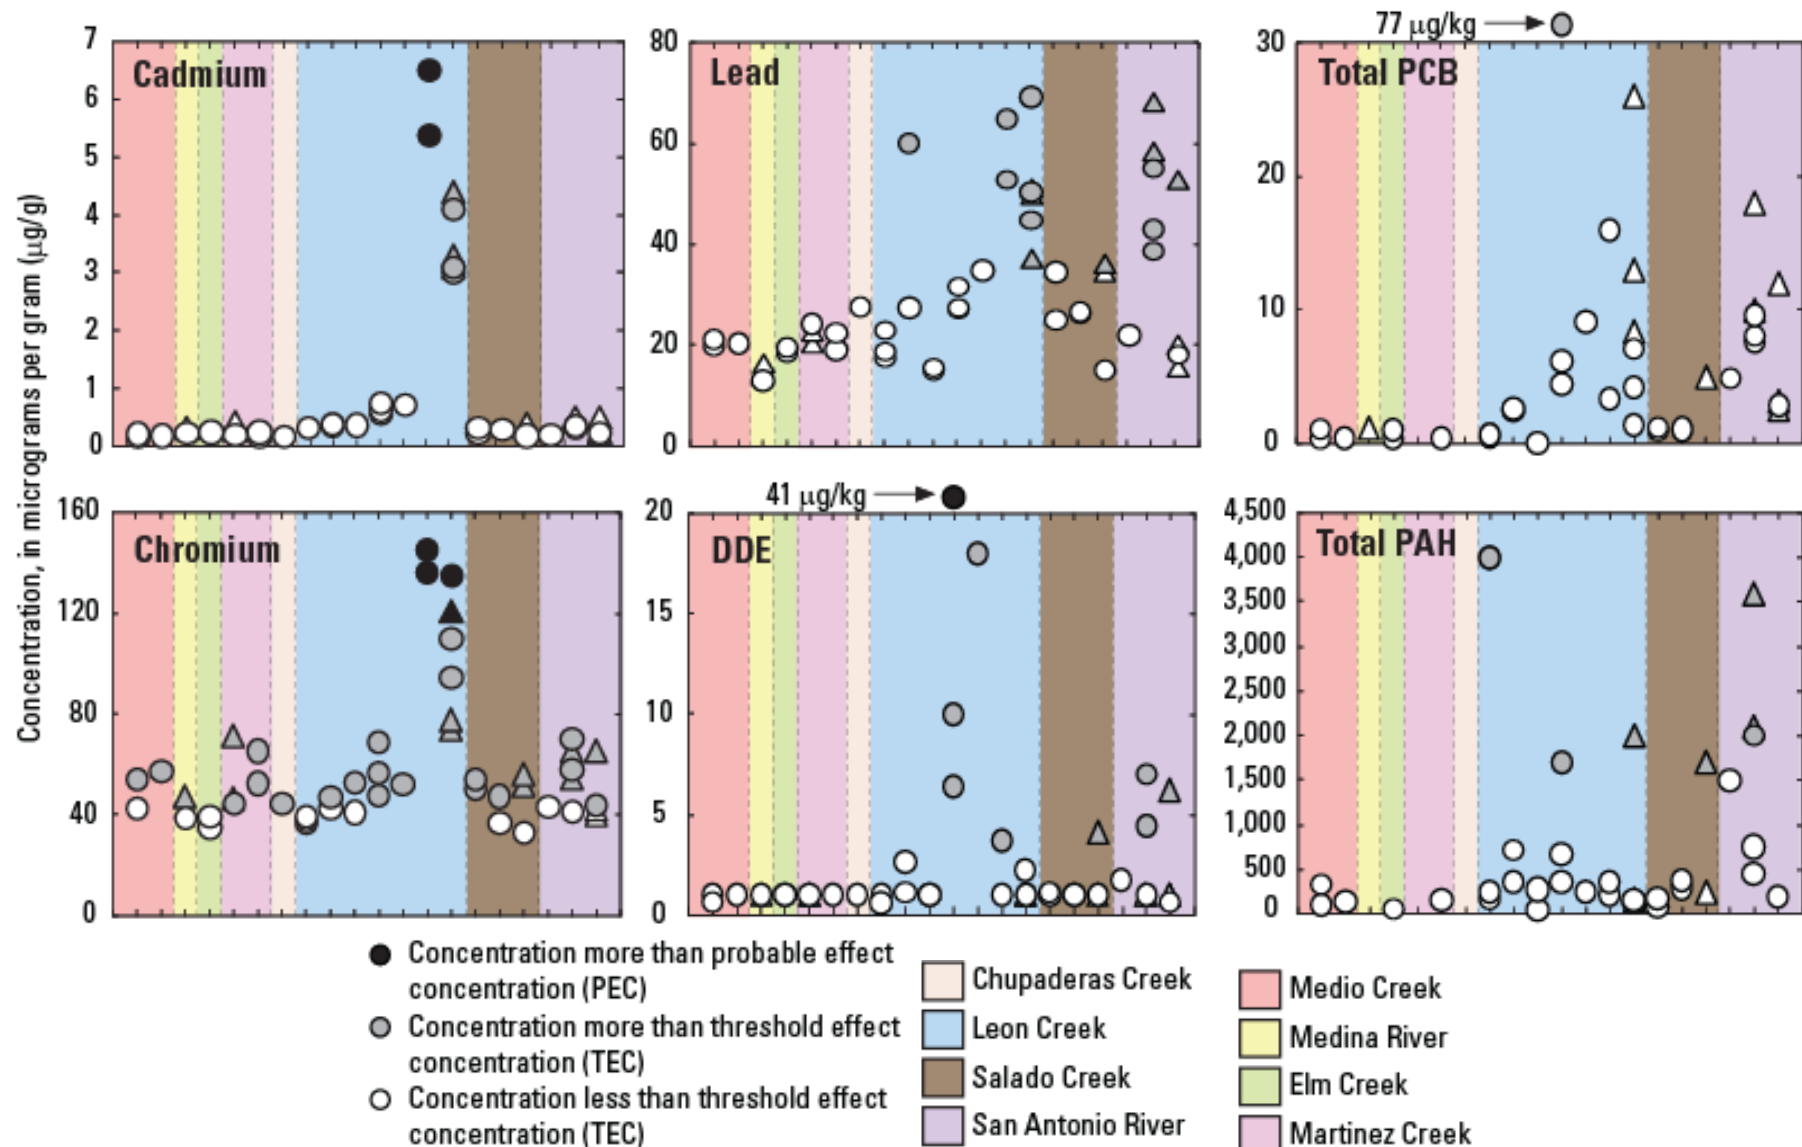 77 μg/kg
Concentration, in micrograms per gram (μg/g)
7
6
5
4
3
2
1
0
Cadmium
80
60
40
20
0
Lead
30
20
10
0
Total PCB
160
120
80
40
0
Chromium
41 μg/kg
20
15
10
5
0
DDE
4,500
4,000
3,500
3,000
2,500
2,000
1,500
1,000
500
0
Total PAH
Concentration more than probable effect
concentration (PEC)
Concentration more than threshold effect
concentration (TEC)
Concentration less than threshold effect
concentration (TEC)
Chupaderas Creek
Leon Creek
Salado Creek
San Antonio River
Medio Creek
Medina River
Elm Creek
Martinez Creek